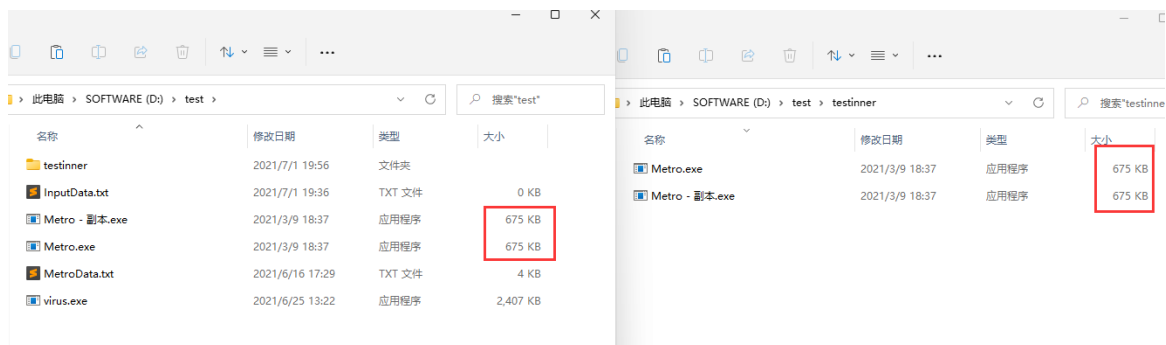 此电脑 > SOFTWARE (D:) > test >
搜索"test"
名称 修改日期 类型 大小
testinner 2021/7/1 19:56 文件夹
InputData.txt 2021/7/1 19:36 TXT 文件 0 KB
Metro - 副本.exe 2021/3/9 18:37 应用程序 675 KB
Metro.exe 2021/3/9 18:37 应用程序 675 KB
MetroData.txt 2021/6/16 17:29 TXT 文件 4 KB
virus.exe 2021/6/25 13:22 应用程序 2,407 KB
此电脑 > SOFTWARE (D:) > test > testinner
搜索"testinne
名称 修改日期 类型 大小
Metro.exe 2021/3/9 18:37 应用程序 675 KB
Metro - 副本.exe 2021/3/9 18:37 应用程序 675 KB